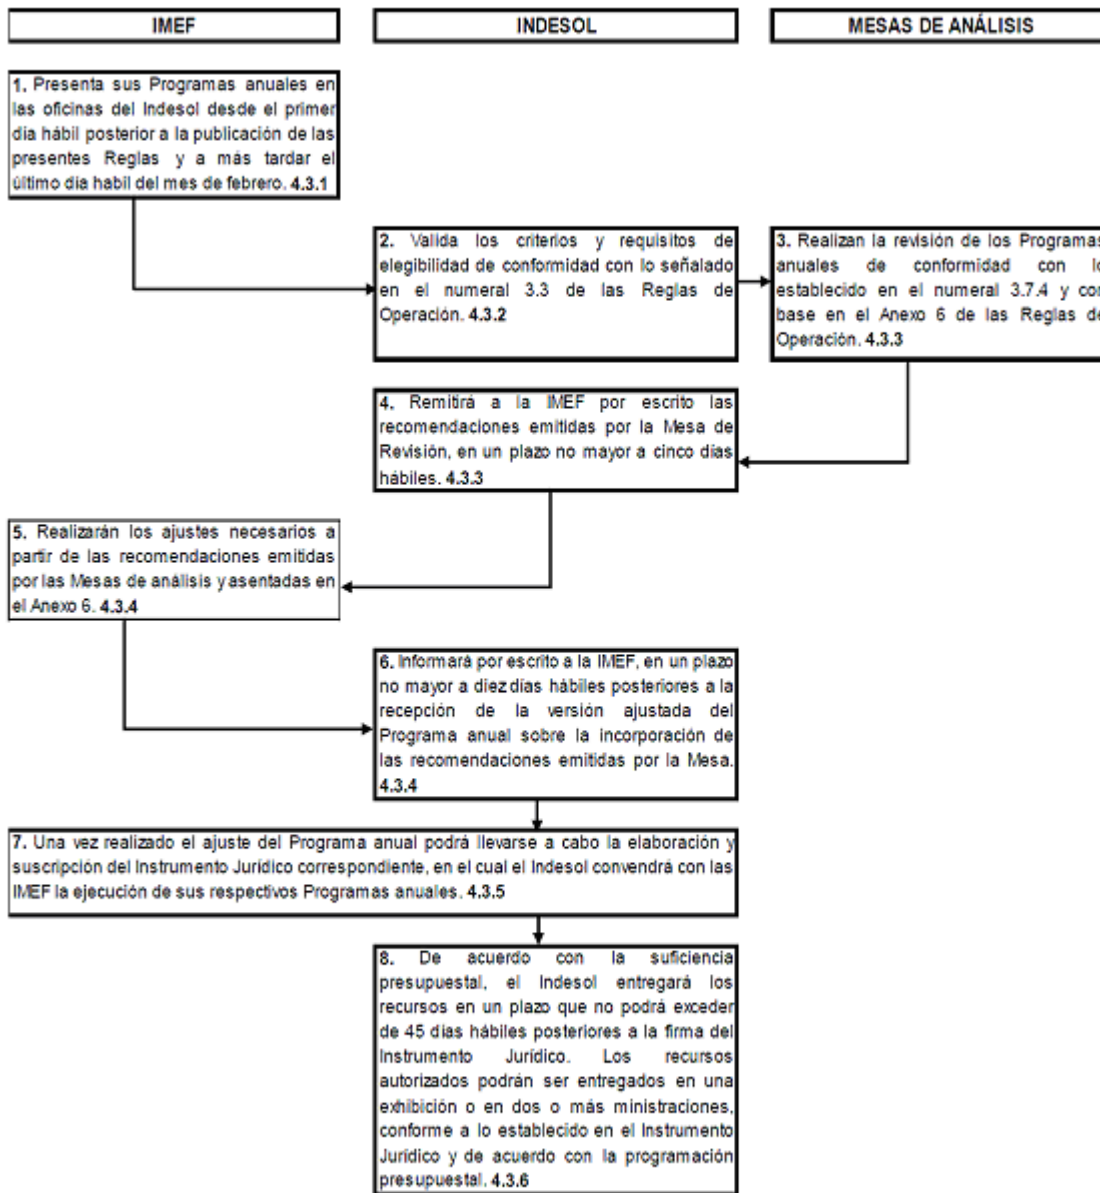 IMEF
INDESOL
MESAS DE ANÁLISIS
1. Presenta sus Programas anuales en
las oficinas del Indesol desde el primer
dia hábil posterior a la publicación de las
presentes Reglas y a más tardar el
último dia habil del mes de febrero. 4.3.1
2. Valida los criterios y requisitos de
elegibilidad de conformidad con lo señalado
en el numeral 3.3 de las Reglas de
Operación. 4.3.2
3. Realizan la revisión de los Programas
anuales de conformidad con lo
establecido en el numeral 3.7.4 y con
base en el Anexo 6 de las Reglas de
Operación. 4.3.3
4. Remitirá a la IMEF por escrito las
recomendaciones emitidas por la Mesa de
Revisión, en un plazo no mayor a cinco días
hábiles. 4.3.3
5. Realizarán los ajustes necesarios a
partir de las recomendaciones emitidas
por las Mesas de análisis y asentadas en
el Anexo 6. 4.3.4
6. Informará por escrito a la IMEF, en un plazo
no mayor a diez días hábiles posteriores a la
recepción de la versión ajustada del
Programa anual sobre la incorporación de
las recomendaciones emitidas por la Mesa.
4.3.4
7. Una vez realizado el ajuste del Programa anual podrá llevarse a cabo la elaboración y
suscripción del Instrumento Jurídico correspondiente, en el cual el Indesol convendrá con las
IMEF la ejecución de sus respectivos Programas anuales. 4.3.5
8. De acuerdo con la suficiencia
presupuestal, el Indesol entregará los
recursos en un plazo que no podrá exceder
de 45 días hábiles posteriores a la firma del
Instrumento Jurídico. Los recursos
autorizados podrán ser entregados en una
exhibición o en dos o más ministraciones,
conforme a lo establecido en el Instrumento
Jurídico y de acuerdo con la programación
presupuestal. 4.3.6